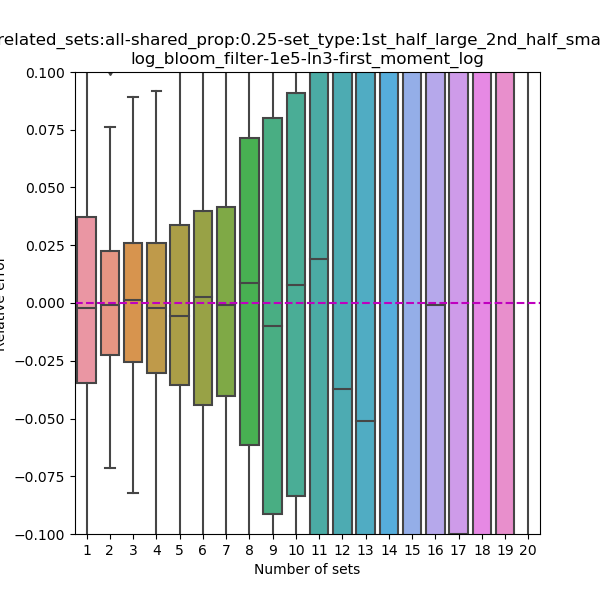 related_sets:all-shared_prop:0.25-set_type:1st_half_large_2nd_half_sma
log_bloom_filter-1e5-ln3-first_moment_log
0.100
0.075
0.050
0.025
0.000
−0.025
−0.050
−0.075
−0.100
Relative error
1 2 3 4 5 6 7 8 9 10 11 12 13 14 15 16 17 18 19 20
Number of sets